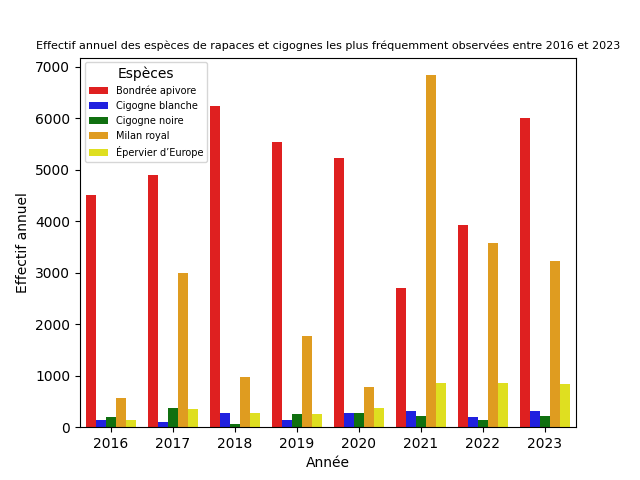 Effectif annuel des espèces de rapaces et cigognes les plus fréquemment observées entre 2016 et 2023
7000
6000
5000
4000
3000
2000
1000
0
Effectif annuel
Espèces
Bondrée apivore
Cigogne blanche
Cigogne noire
Milan royal
Épervier d’Europe
2016 2017 2018 2019 2020 2021 2022 2023
Année